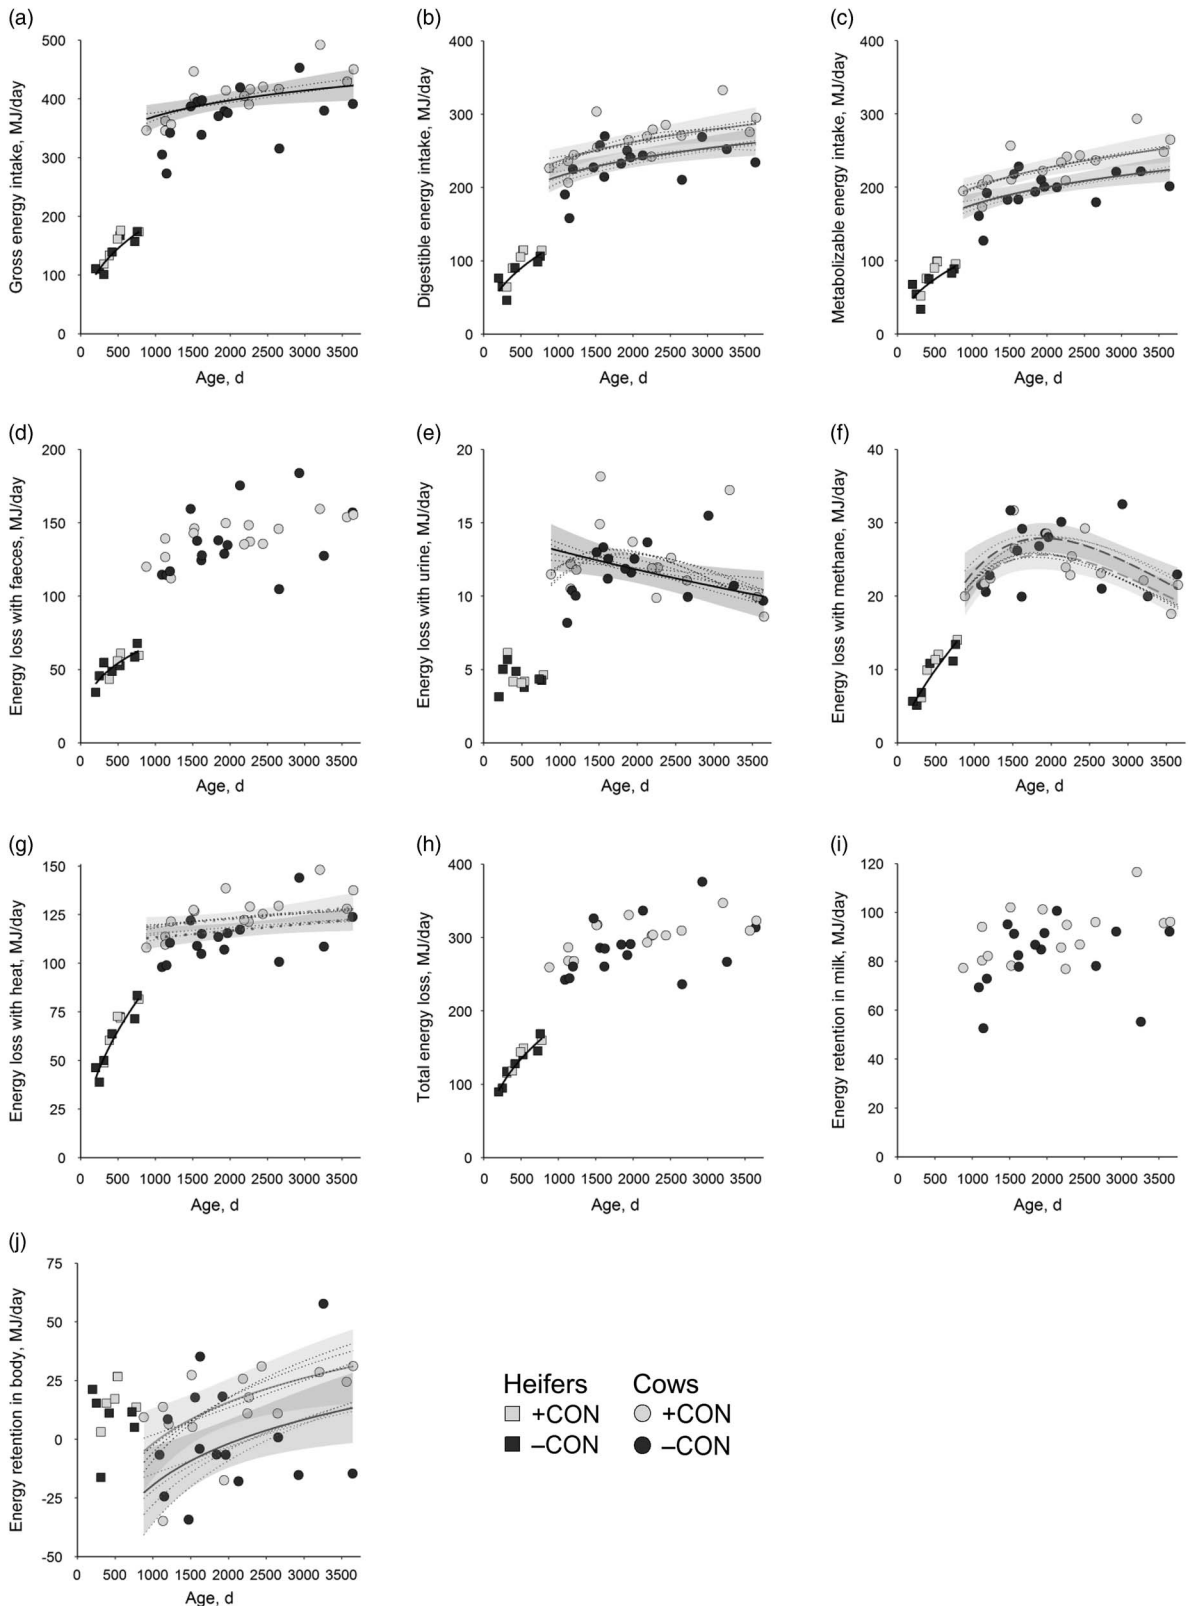 (a)
Gross energy intake, MJ/day
500
400
300
200
100
0
0 500 1000 1500 2000 2500 3000 3500
Age, d
(b)
Digestible energy intake, MJ/day
400
300
200
100
0
0 500 1000 1500 2000 2500 3000 3500
Age, d
(c)
Metabolizable energy intake, MJ/day
400
300
200
100
0
0 500 1000 1500 2000 2500 3000 3500
Age, d
(d)
Energy loss with faeces, MJ/day
200
150
100
50
0
0 500 1000 1500 2000 2500 3000 3500
Age, d
(e)
Energy loss with urine, MJ/day
20
15
10
5
0
0 500 1000 1500 2000 2500 3000 3500
Age, d
(f)
Energy loss with methane, MJ/day
40
30
20
10
0
0 500 1000 1500 2000 2500 3000 3500
Age, d
(g)
Energy loss with heat, MJ/day
150
125
100
75
50
25
0
0 500 1000 1500 2000 2500 3000 3500
Age, d
(h)
Total energy loss, MJ/day
400
300
200
100
0
0 500 1000 1500 2000 2500 3000 3500
Age, d
(i)
Energy retention in milk, MJ/day
120
100
80
60
40
20
0
0 500 1000 1500 2000 2500 3000 3500
Age, d
(j)
Energy retention in body, MJ/day
75
50
25
0
-25
-50
0 500 1000 1500 2000 2500 3000 3500
Age, d
Heifers Cows
+CON +CON
–CON –CON